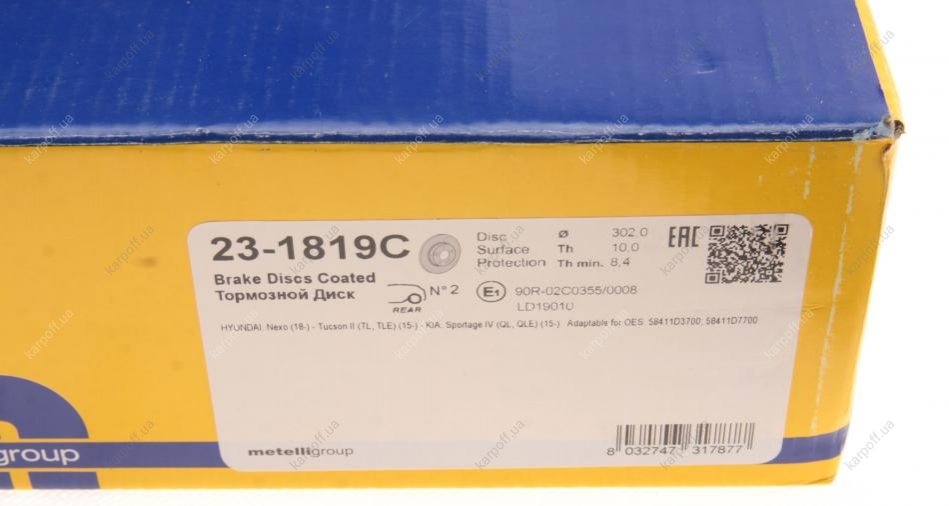 23-1819C
Brake Discs Coated
Тормозной Диск
Disc Ø 302.0
Surface Th 10.0
Protection Th min. 8,4
EAC
REAR
N°2
E1 90R-02C0355/0008
LD19010
HYUNDAI: Nexo (18-) - Tucson II (TL, TLE) (15-) - KIA: Sportage IV (QL, QLE) (15-) Adaptable for OES: 58411D3700; 58411D7700
metelligroup
8 032747 317877
group
karpoff.ua